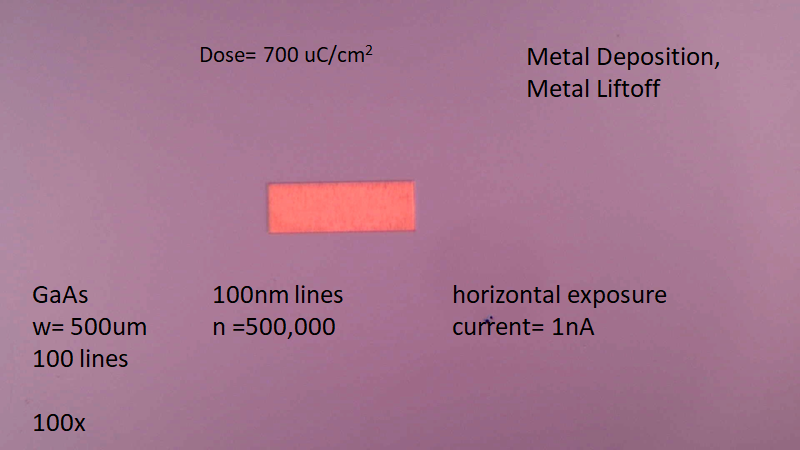 Dose= 700 uC/cm²
Metal Deposition,
Metal Liftoff
GaAs
w= 500um
100 lines
100x
100nm lines
n =500,000
horizontal exposure
current= 1nA